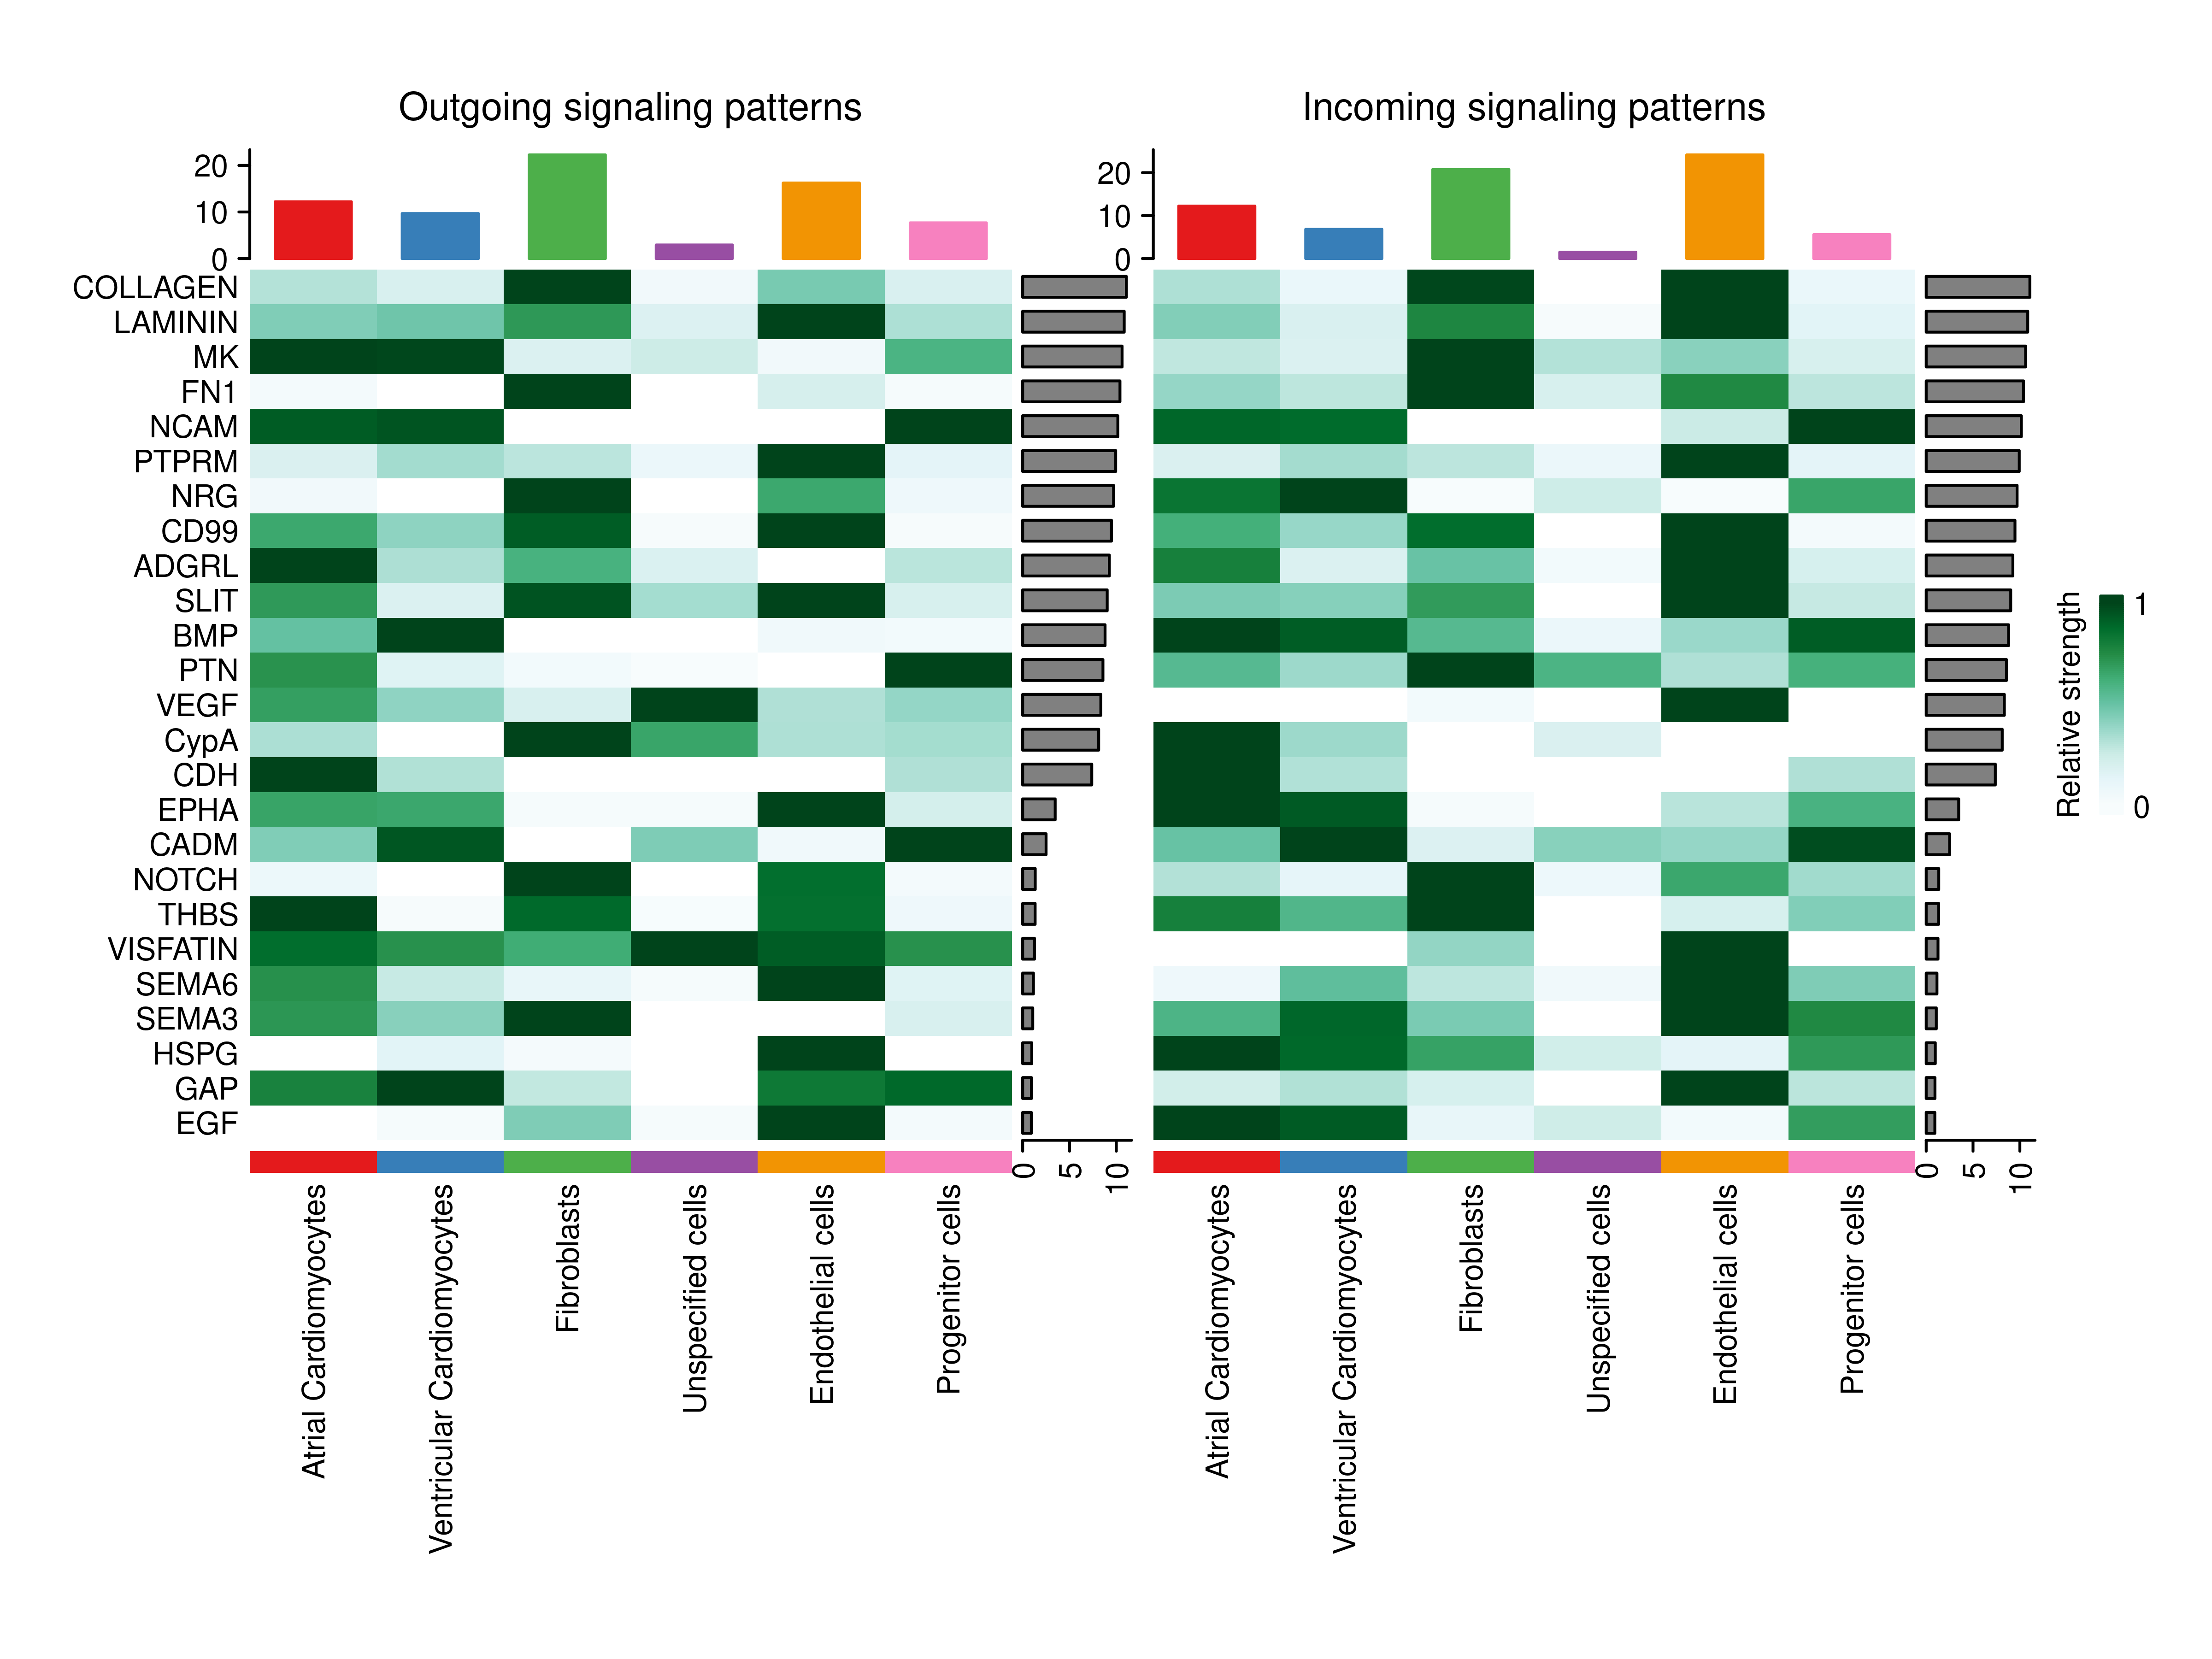 Outgoing signaling patterns
Incoming signaling patterns
20
10
0
20
10
0
COLLAGEN
LAMININ
MK
FN1
NCAM
PTPRM
NRG
CD99
ADGRL
SLIT
BMP
PTN
VEGF
CypA
CDH
EPHA
CADM
NOTCH
THBS
VISFATIN
SEMA6
SEMA3
HSPG
GAP
EGF
0
5
10
0
5
10
Atrial Cardiomyocytes
Ventricular Cardiomyocytes
Fibroblasts
Unspecified cells
Endothelial cells
Progenitor cells
Atrial Cardiomyocytes
Ventricular Cardiomyocytes
Fibroblasts
Unspecified cells
Endothelial cells
Progenitor cells
Relative strength
1
0